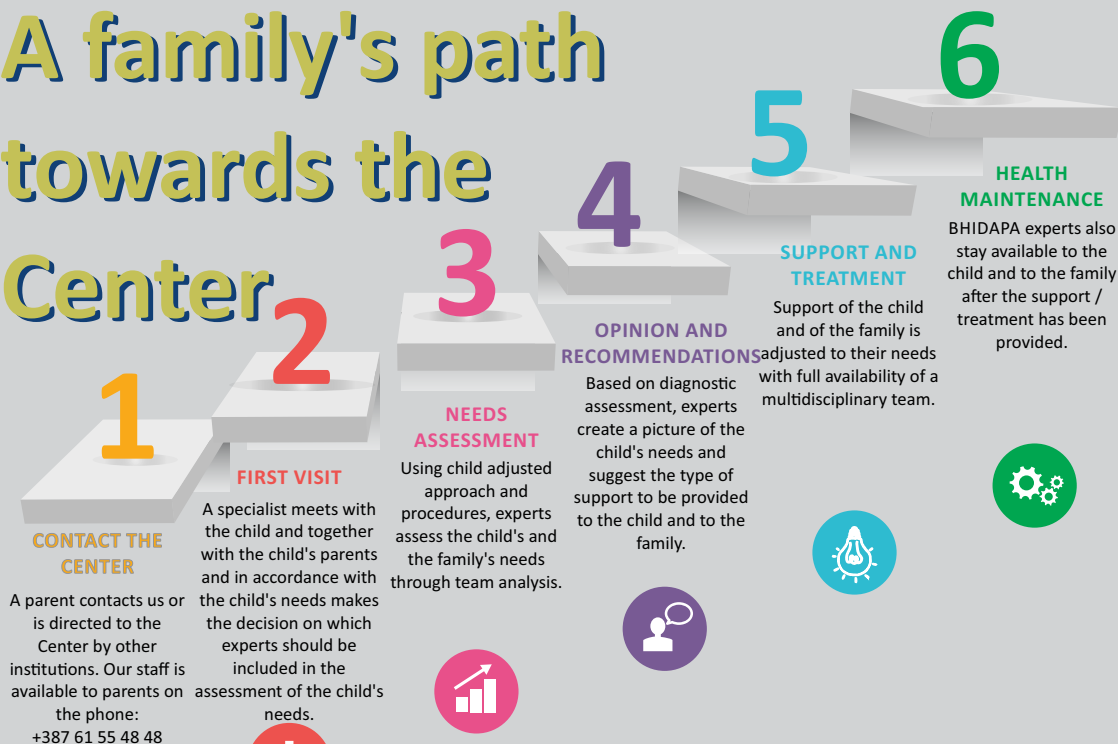 A family's path
towards the
Center
1
CONTACT THE
CENTER
A parent contacts us or
is directed to the
Center by other
institutions. Our staff is
available to parents on
the phone:
+387 61 55 48 48
2
FIRST VISIT
A specialist meets with
the child and together
with the child's parents
and in accordance with
the child's needs makes
the decision on which
experts should be
included in the
assessment of the child's
needs.
3
NEEDS
ASSESSMENT
Using child adjusted
approach and
procedures, experts
assess the child's and
the family's needs
through team analysis.
4
OPINION AND
RECOMMENDATIONS
Based on diagnostic
assessment, experts
create a picture of the
child's needs and
suggest the type of
support to be provided
to the child and to the
family.
5
SUPPORT AND
TREATMENT
Support of the child
and of the family is
adjusted to their needs
with full availability of a
multidisciplinary team.
6
HEALTH
MAINTENANCE
BHIDAPA experts also
stay available to the
child and to the family
after the support /
treatment has been
provided.